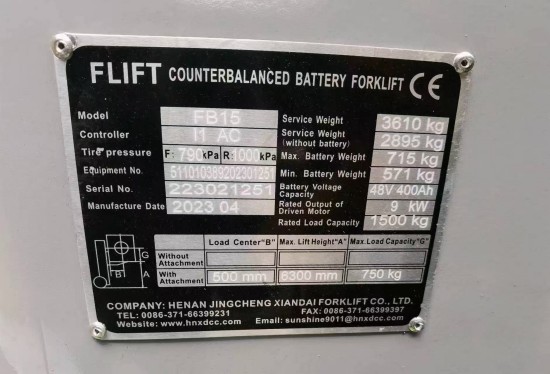 FLIFT COUNTERBALANCED BATTERY FORKLIFT CE
Model FB15
Controller I1 AC
Tire pressure F: 790kPa R: 1000kPa
Equipment No. 511010389202301251
Serial No. 223021251
Manufacture Date 2023 04
Service Weight 3610 kg
Service Weight (without battery) 2895 kg
Max. Battery Weight 715 kg
Min. Battery Weight 571 kg
Battery Voltage Capacity 48V 400Ah
Rated Output of Driven Motor 9 kW
Rated Load Capacity 1500 kg
G
B
A
Load Center"B" Max. Lift Height"A" Max. Load Capacity"G"
Without Attachment
With Attachment 500 mm 6300 mm 750 kg
COMPANY: HENAN JINGCHENG XIANDAI FORKLIFT CO., LTD.
TEL: 0086-371-66399231 FAX: 0086-371-66399397
Website: www.hnxdcc.com Email: sunshine9011@hnxdcc.com